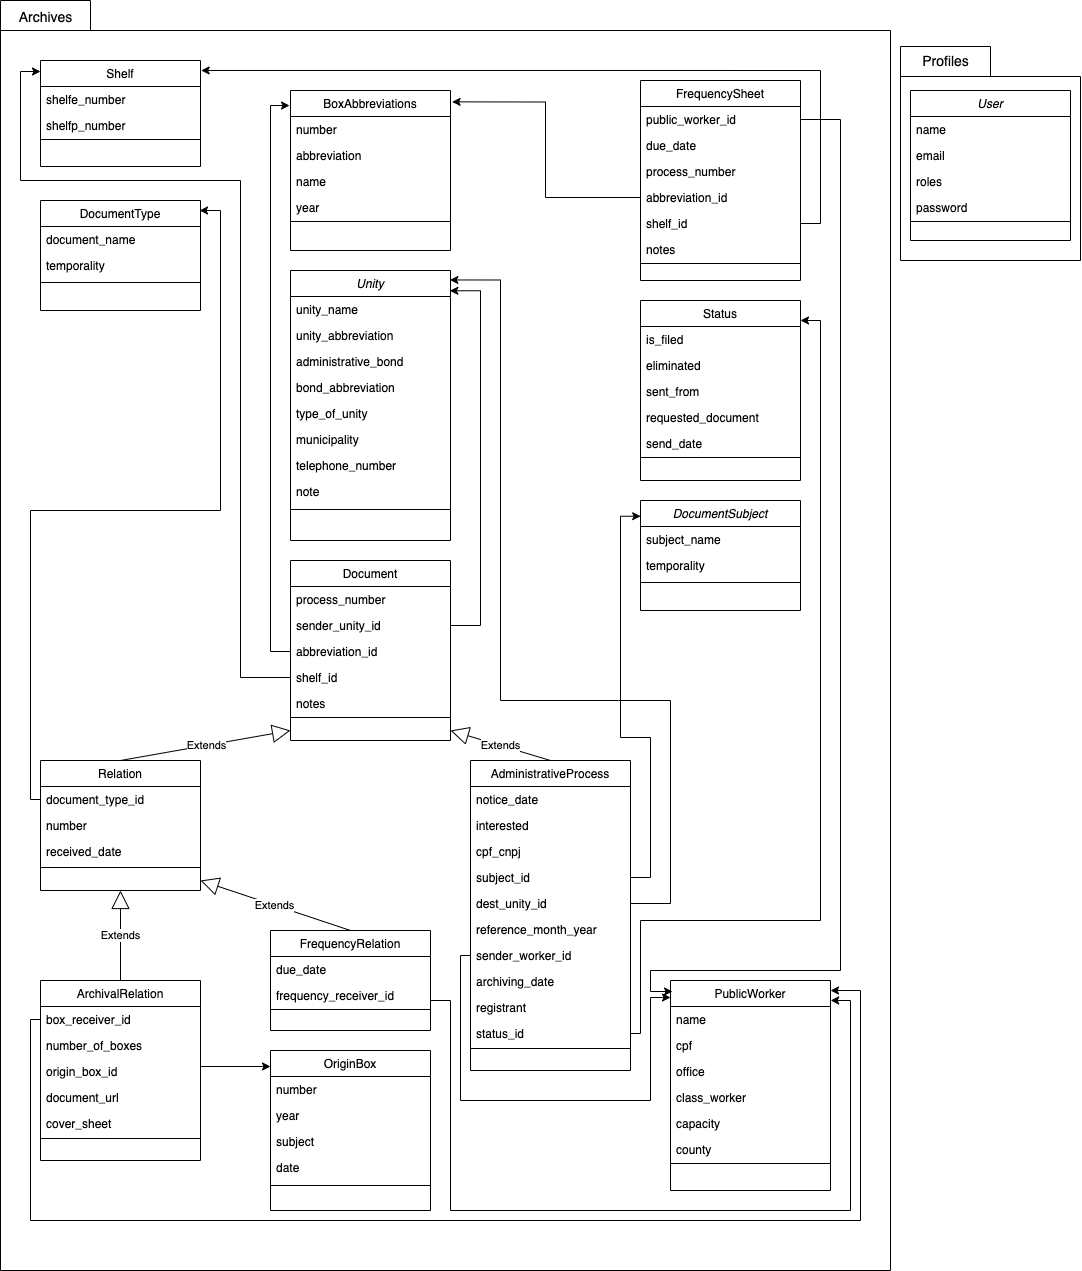 Archives
Shelf
shelfe_number
shelfp_number
DocumentType
document_name
temporality
BoxAbbreviations
number
abbreviation
name
year
Unity
unity_name
unity_abbreviation
administrative_bond
bond_abbreviation
type_of_unity
municipality
telephone_number
note
Document
process_number
sender_unity_id
abbreviation_id
shelf_id
notes
FrequencySheet
public_worker_id
due_date
process_number
abbreviation_id
shelf_id
notes
Status
is_filed
eliminated
sent_from
requested_document
send_date
DocumentSubject
subject_name
temporality
Extends
Extends
Relation
document_type_id
number
received_date
Extends
Extends
FrequencyRelation
due_date
frequency_receiver_id
ArchivalRelation
box_receiver_id
number_of_boxes
origin_box_id
document_url
cover_sheet
OriginBox
number
year
subject
date
AdministrativeProcess
notice_date
interested
cpf_cnpj
subject_id
dest_unity_id
reference_month_year
sender_worker_id
archiving_date
registrant
status_id
PublicWorker
name
cpf
office
class_worker
capacity
county
Profiles
User
name
email
roles
password